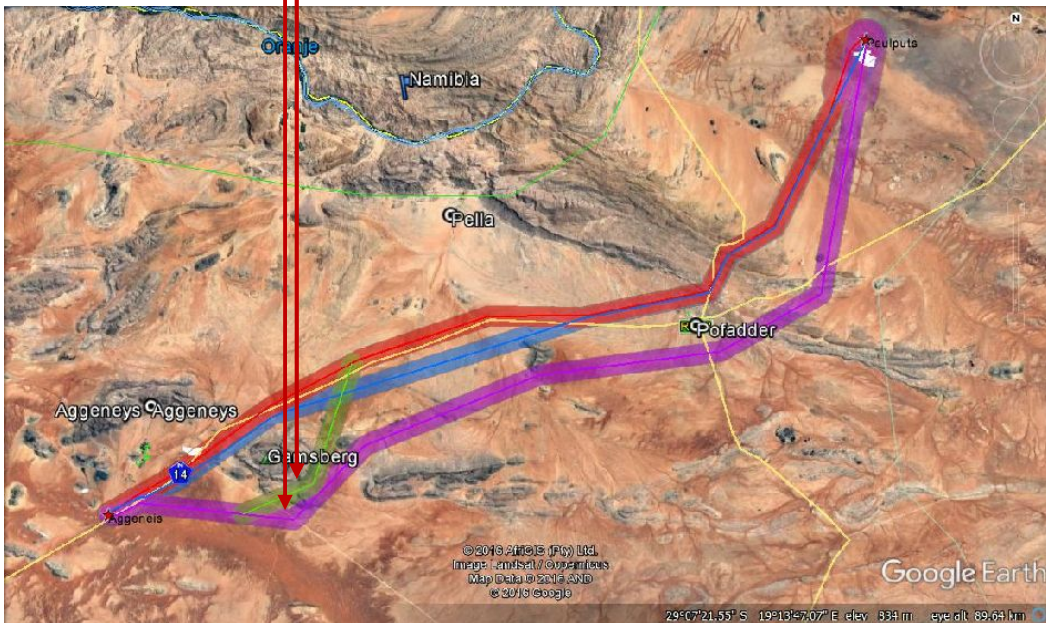 N
Oranje
Namibia
Paulputs
Pella
Pofadder
Aggeneys Aggeneys
Gamsberg
14
Aggeneis
© 2016 AfriGIS (Pty) Ltd.
Image Landsat / Copernicus
Map Data © 2016 AND
© 2016 Google
Google Earth
29°07'21.55" S 19°13'47.07" E elev 834 m eye alt 89.64 km